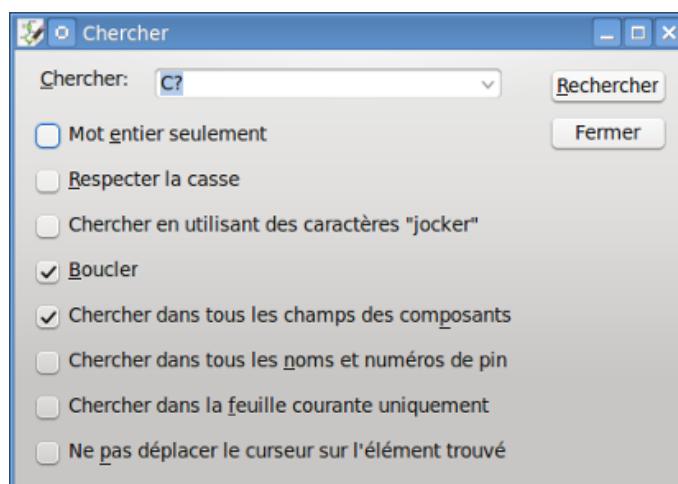 Chercher
Chercher: C? Rechercher
Mot entier seulement Fermer
Respecter la casse
Chercher en utilisant des caractères "jocker"
Boucler
Chercher dans tous les champs des composants
Chercher dans tous les noms et numéros de pin
Chercher dans la feuille courante uniquement
Ne pas déplacer le curseur sur l'élément trouvé